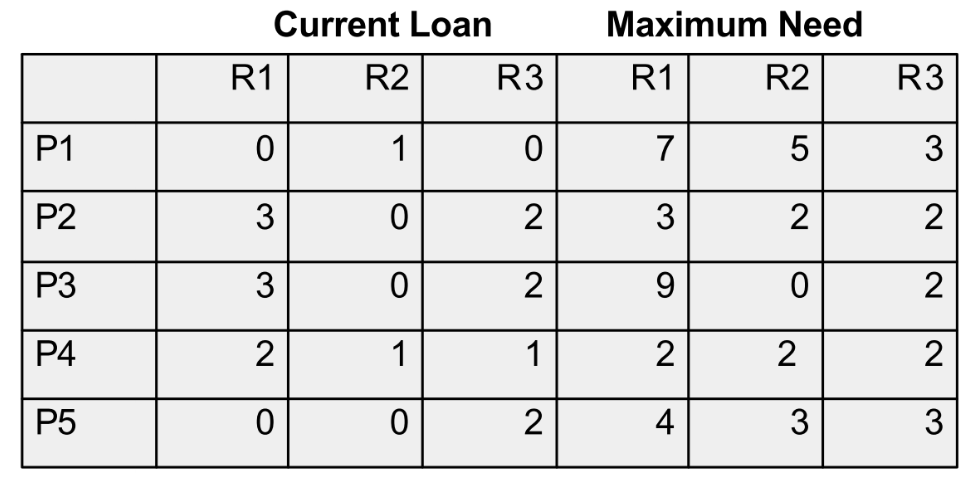 Current Loan Maximum Need
R1 R2 R3 R1 R2 R3
P1 0 1 0 7 5 3
P2 3 0 2 3 2 2
P3 3 0 2 9 0 2
P4 2 1 1 2 2 2
P5 0 0 2 4 3 3